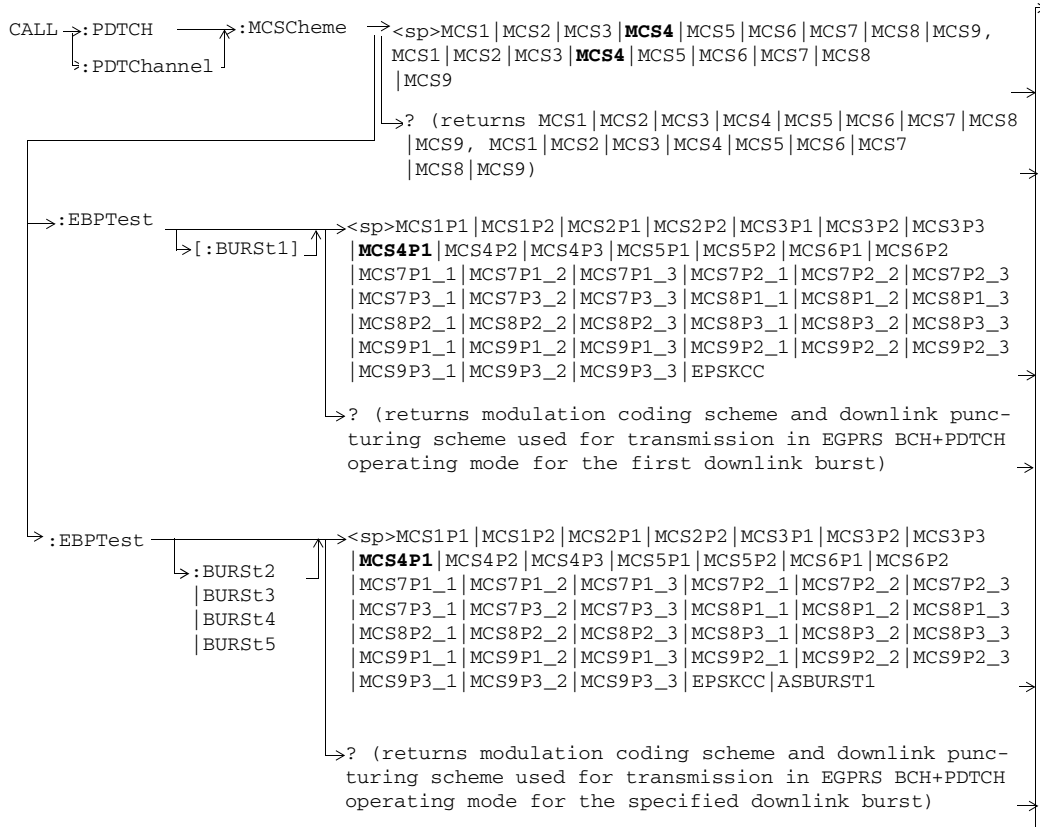 CALL :PDTCH :MCSCheme <sp>MCS1|MCS2|MCS3|MCS4|MCS5|MCS6|MCS7|MCS8|MCS9,
MCS1|MCS2|MCS3|MCS4|MCS5|MCS6|MCS7|MCS8
:PDTChannel
|MCS9
? (returns MCS1|MCS2|MCS3|MCS4|MCS5|MCS6|MCS7|MCS8
|MCS9, MCS1|MCS2|MCS3|MCS4|MCS5|MCS6|MCS7
|MCS8|MCS9)
:EBPTest <sp>MCS1P1|MCS1P2|MCS2P1|MCS2P2|MCS3P1|MCS3P2|MCS3P3
[:BURSt1] |MCS4P1|MCS4P2|MCS4P3|MCS5P1|MCS5P2|MCS6P1|MCS6P2
|MCS7P1_1|MCS7P1_2|MCS7P1_3|MCS7P2_1|MCS7P2_2|MCS7P2_3
|MCS7P3_1|MCS7P3_2|MCS7P3_3|MCS8P1_1|MCS8P1_2|MCS8P1_3
|MCS8P2_1|MCS8P2_2|MCS8P2_3|MCS8P3_1|MCS8P3_2|MCS8P3_3
|MCS9P1_1|MCS9P1_2|MCS9P1_3|MCS9P2_1|MCS9P2_2|MCS9P2_3
|MCS9P3_1|MCS9P3_2|MCS9P3_3|EPSKCC
? (returns modulation coding scheme and downlink punc-
turing scheme used for transmission in EGPRS BCH+PDTCH
operating mode for the first downlink burst)
:EBPTest <sp>MCS1P1|MCS1P2|MCS2P1|MCS2P2|MCS3P1|MCS3P2|MCS3P3
|MCS4P1|MCS4P2|MCS4P3|MCS5P1|MCS5P2|MCS6P1|MCS6P2
:BURSt2 |MCS7P1_1|MCS7P1_2|MCS7P1_3|MCS7P2_1|MCS7P2_2|MCS7P2_3
|BURSt3 |MCS7P3_1|MCS7P3_2|MCS7P3_3|MCS8P1_1|MCS8P1_2|MCS8P1_3
|BURSt4 |MCS8P2_1|MCS8P2_2|MCS8P2_3|MCS8P3_1|MCS8P3_2|MCS8P3_3
|BURSt5 |MCS9P1_1|MCS9P1_2|MCS9P1_3|MCS9P2_1|MCS9P2_2|MCS9P2_3
|MCS9P3_1|MCS9P3_2|MCS9P3_3|EPSKCC|ASBURST1
? (returns modulation coding scheme and downlink punc-
turing scheme used for transmission in EGPRS BCH+PDTCH
operating mode for the specified downlink burst)